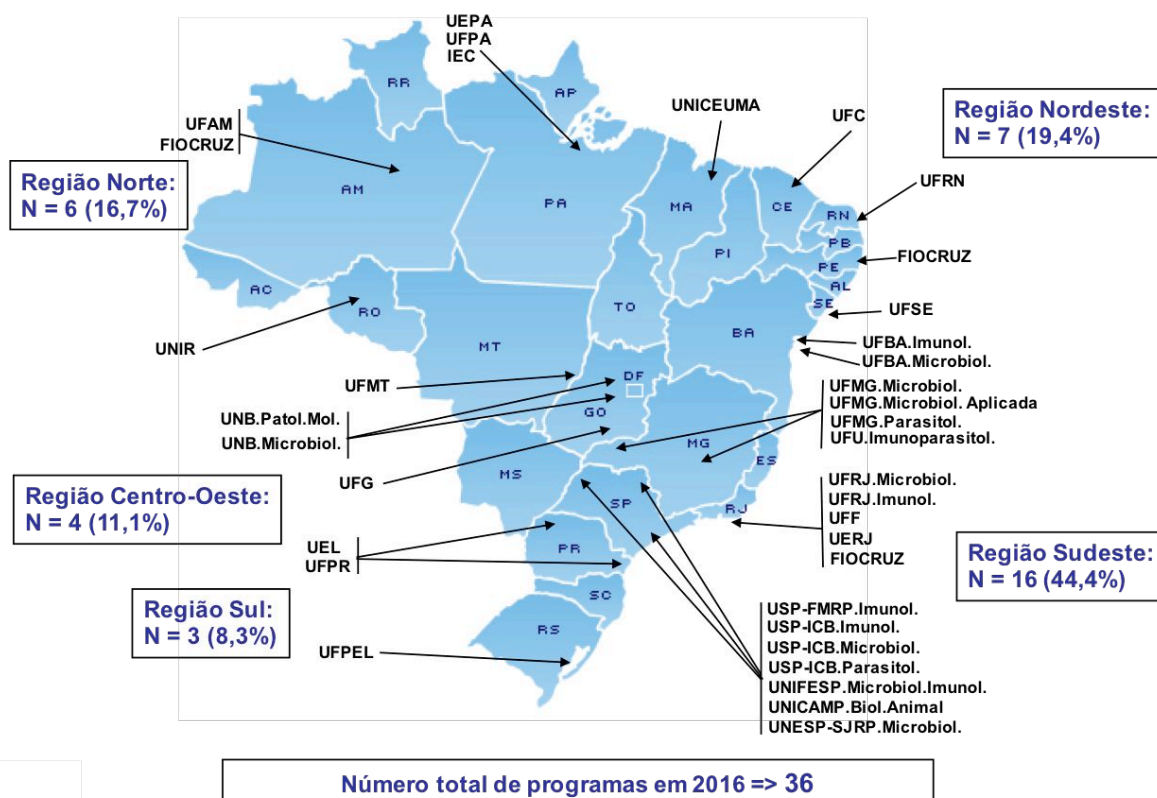 UEPA
UFPA
IEC
RR
AP
UNICEUMA
UFC
Região Nordeste:
N = 7 (19,4%)
UFAM
FIOCRUZ
Região Norte:
N = 6 (16,7%)
AM
PA
MA
CE
RN
UFRN
PB
PI
PE
FIOCRUZ
AL
SE
UFSE
AC
RO
TO
BA
UNIR
MT
UFBA.Imunol.
UFBA.Microbiol.
UFMT
DF
UFMG.Microbiol.
UFMG.Microbiol. Aplicada
UFMG.Parasitol.
UFU.Imunoparasitol.
UNB.Patol.Mol.
UNB.Microbiol.
GO
MG
ES
UFG
MS
SP
RJ
UFRJ.Microbiol.
UFRJ.Imunol.
UFF
UERJ
FIOCRUZ
Região Centro-Oeste:
N = 4 (11,1%)
Região Sudeste:
N = 16 (44,4%)
UEL
UFPR
PR
SC
Região Sul:
N = 3 (8,3%)
RS
UFPEL
USP-FMRP.Imunol.
USP-ICB.Imunol.
USP-ICB.Microbiol.
USP-ICB.Parasitol.
UNIFESP.Microbiol.Imunol.
UNICAMP.Biol.Animal
UNESP-SJRP.Microbiol.
Número total de programas em 2016 => 36